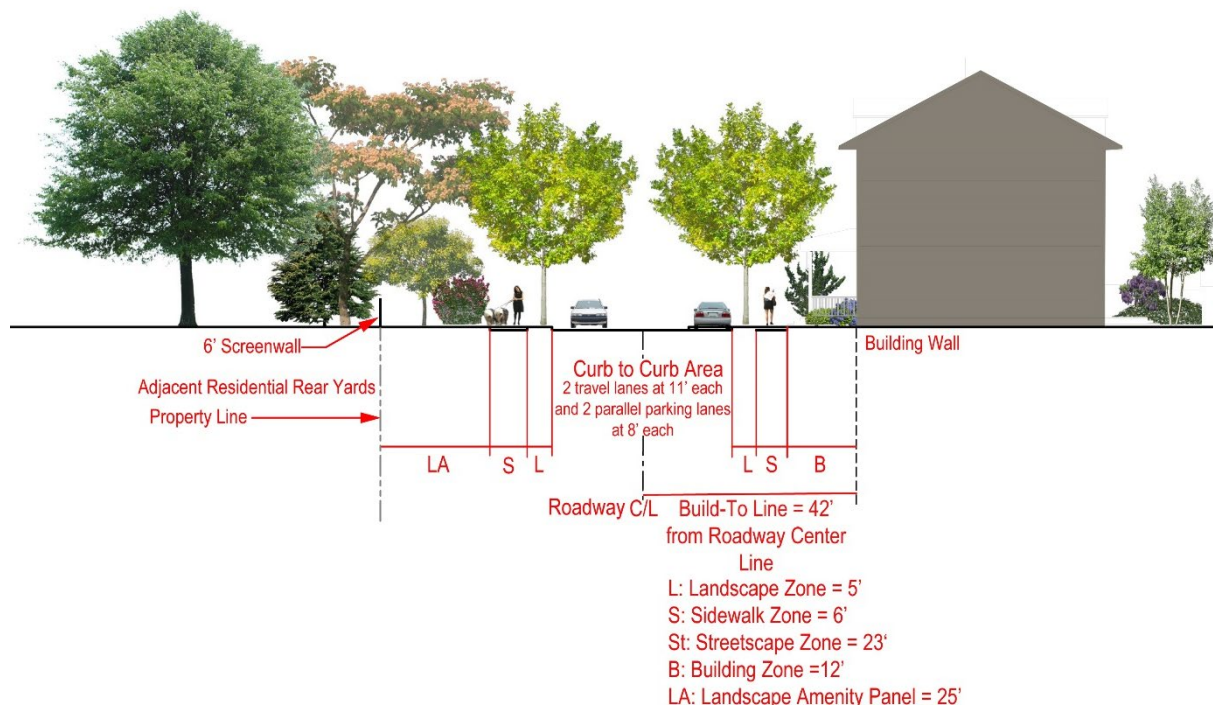 6' Screenwall
Building Wall
Adjacent Residential Rear Yards
Property Line
Curb to Curb Area
2 travel lanes at 11' each
and 2 parallel parking lanes
at 8' each
LA
S
L
L
S
B
Roadway C/L
Build-To Line = 42'
from Roadway Center
Line
L: Landscape Zone = 5'
S: Sidewalk Zone = 6'
St: Streetscape Zone = 23‘
B: Building Zone =12’
LA: Landscape Amenity Panel = 25'